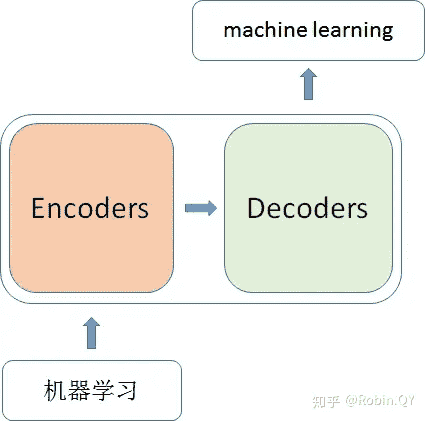 machine learning
Encoders
Decoders
机器学习
知乎 @Robin.QY